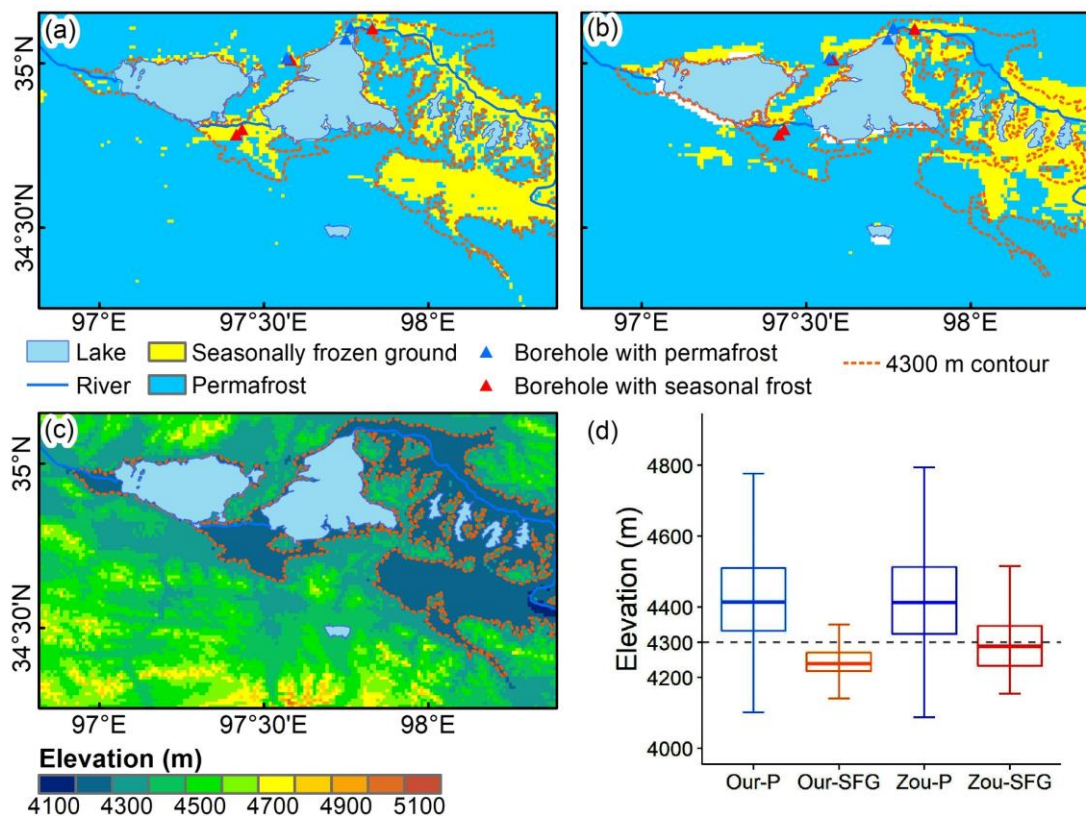 (a)
(b)
35°N
34°30'N
97°E 97°30'E 98°E
97°E 97°30'E 98°E
Lake
Seasonally frozen ground
Borehole with permafrost
4300 m contour
River
Permafrost
Borehole with seasonal frost
(c)
35°N
34°30'N
97°E 97°30'E 98°E
Elevation (m)
4100 4300 4500 4700 4900 5100
(d)
Elevation (m)
4800
4600
4400
4300
4200
4000
Our-P Our-SFG Zou-P Zou-SFG